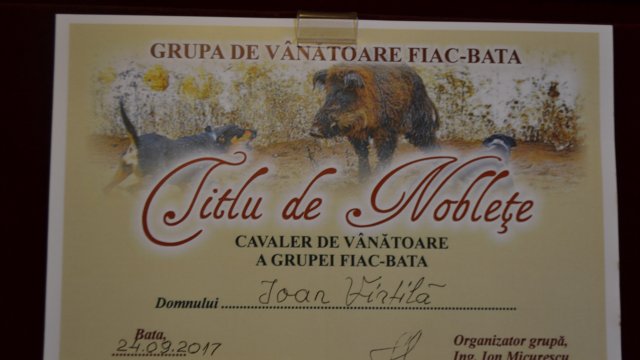 GRUPA DE VÂNĂTOARE FIAC-BATA
Titlu de Nobleţe
CAVALER DE VÂNĂTOARE
A GRUPEI FIAC-BATA
Domnului Ioan Vîrtilă
Bata, Organizator grupă,
24.09.2017 Ing. Ion Micurescu